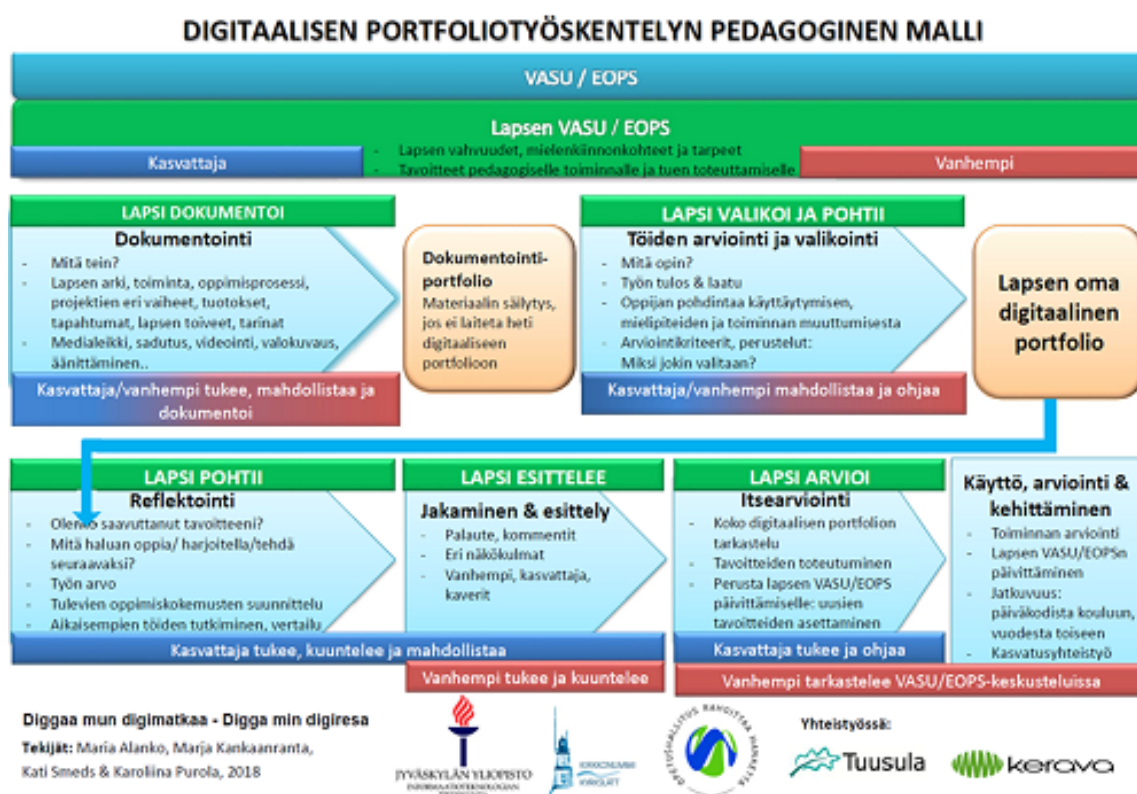 DIGITAALISEN PORTFOLIOTYÖSKENTELYN PEDAGOGINEN MALLI
VASU / EOPS
Lapsen VASU / EOPS
- Lapsen vahvuudet, mielenkiinnonkohteet ja tarpeet
- Tavoitteet pedagogiselle toiminnalle ja tuen toteuttamiselle
Kasvattaja
Vanhempi
LAPSI DOKUMENTOI
Dokumentointi
- Mitä tein?
- Lapsen arki, toiminta, oppimisprosessi,
projektien eri vaiheet, tuotokset,
tapahtumat, lapsen toiveet, tarinat
- Medialeikki, sadutus, videointi, valokuvaus,
äänittäminen..
Kasvattaja/vanhempi tukee, mahdollistaa ja
dokumentoi
Dokumentointi-
portfolio
Materiaalin säilytys,
jos ei laiteta heti
digitaaliseen
portfolioon
LAPSI VALIKOI JA POHTII
Töiden arviointi ja valikointi
- Mitä opin?
- Työn tulos & laatu
- Oppijan pohdintaa käyttäytymisen,
mielipiteiden ja toiminnan muuttumisesta
- Arviointikriteerit, perustelut:
Miksi jokin valitaan?
Kasvattaja/vanhempi mahdollistaa ja ohjaa
Lapsen oma
digitaalinen
portfolio
LAPSI POHTII
Reflektointi
- Olenko saavuttanut tavoitteeni?
- Mitä haluan oppia/ harjoitella/tehdä
seuraavaksi?
- Työn arvo
- Tulevien oppimiskokemusten suunnittelu
- Aikaisempien töiden tutkiminen, vertailu
LAPSI ESITTELEE
Jakaminen & esittely
- Palaute, kommentit
- Eri näkökulmat
- Vanhempi, kasvattaja,
kaverit
Kasvattaja tukee, kuuntelee ja mahdollistaa
Vanhempi tukee ja kuuntelee
LAPSI ARVIOI
Itsearviointi
- Koko digitaalisen portfolion
tarkastelu
- Tavoitteiden toteutuminen
- Perusta lapsen VASU/EOPS
päivittämiselle: uusien
tavoitteiden asettaminen
Kasvattaja tukee ja ohjaa
Käyttö, arviointi &
kehittäminen
- Toiminnan arviointi
- Lapsen VASU/EOPSn
päivittäminen
- Jatkuvuus:
päiväkodista kouluun,
vuodesta toiseen
- Kasvatusyhteistyö
Vanhempi tarkastelee VASU/EOPS-keskusteluissa
Diggaa mun digimatkaa - Digga min digiresa
Tekijät: Maria Alanko, Marja Kankaanranta,
Kati Smeds & Karoliina Purola, 2018
JYVÄSKYLÄN YLIOPISTO
INFORMAATIOTEKNOLOGIAN
KIRKKONUMMI
KYRKSLÄTT
OPETUSHALLITUS RAHOITTAA HANKETTA
Yhteistyössä:
Tuusula
kerava